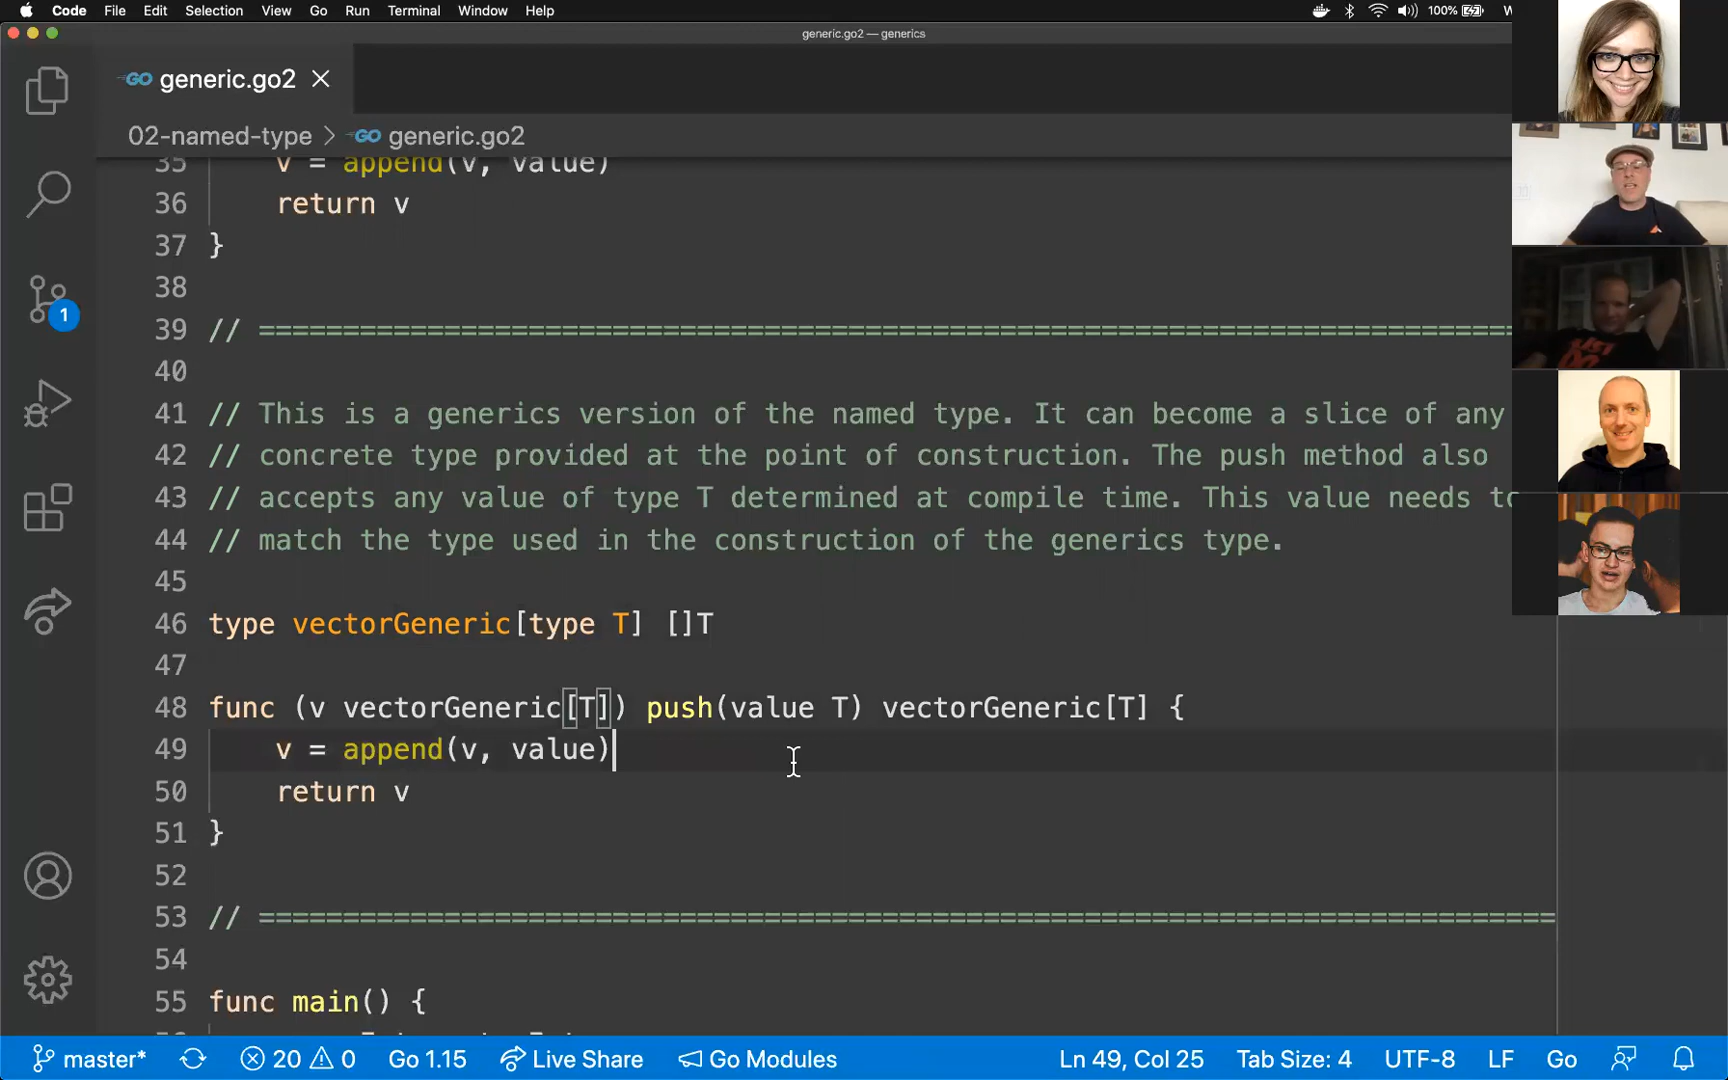 Code File Edit Selection View Go Run Terminal Window Help 100%
generic.go2 — generics
GO generic.go2
02-named-type > GO generic.go2
35 v = append(v, value)
36 return v
37 }
38
39 // ==========================================================================
40
41 // This is a generics version of the named type. It can become a slice of any
42 // concrete type provided at the point of construction. The push method also
43 // accepts any value of type T determined at compile time. This value needs to
44 // match the type used in the construction of the generics type.
45
46 type vectorGeneric[type T] []T
47
48 func (v vectorGeneric[T]) push(value T) vectorGeneric[T] {
49 v = append(v, value)
50 return v
51 }
52
53 // =============================================================================
54
55 func main() {
1
master* 20 0 Go 1.15 Live Share Go Modules Ln 49, Col 25 Tab Size: 4 UTF-8 LF Go